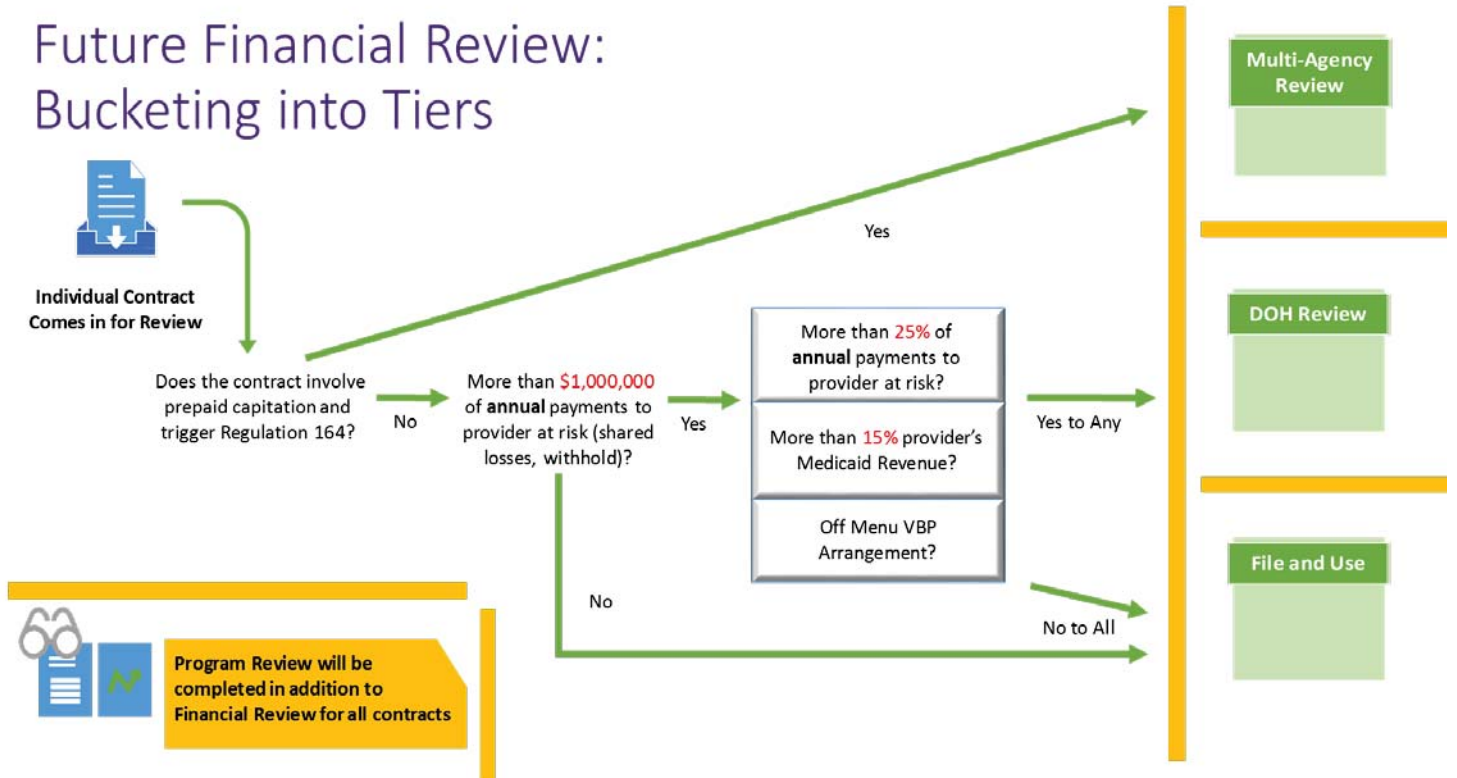 Future Financial Review:
Bucketing into Tiers
Individual Contract
Comes in for Review
Does the contract involve
prepaid capitation and
trigger Regulation 164?
Yes
No
More than $1,000,000
of annual payments to
provider at risk (shared
losses, withhold)?
Yes
No
More than 25% of
annual payments to
provider at risk?
More than 15% provider's
Medicaid Revenue?
Off Menu VBP
Arrangement?
Yes to Any
No to All
Multi-Agency
Review
DOH Review
File and Use
Program Review will be
completed in addition to
Financial Review for all contracts